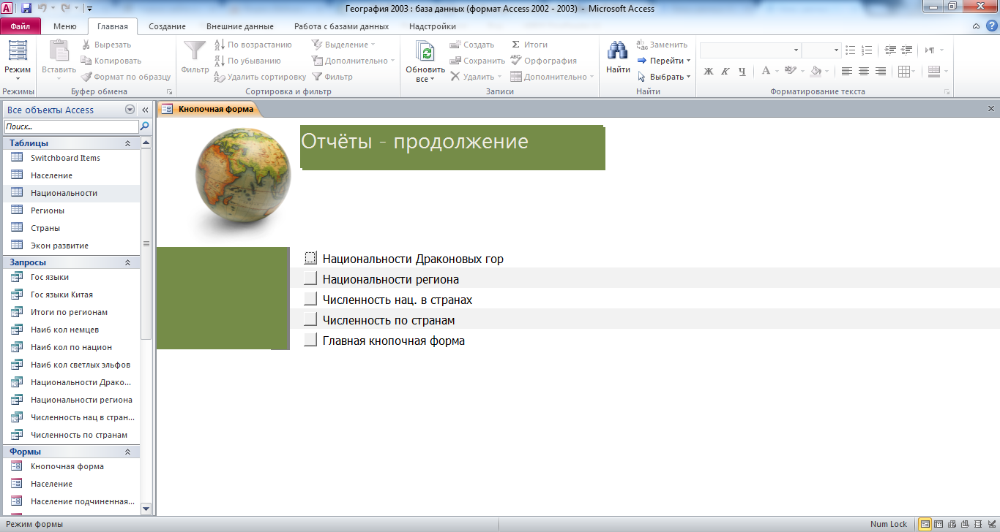 География 2003 : база данных (формат Access 2002 - 2003) - Microsoft Access
Файл Меню Главная Создание Внешние данные Работа с базами данных Надстройки
Режим
Режимы
Вставить
Вырезать
Копировать
Формат по образцу
Буфер обмена
Фильтр
По возрастанию
По убыванию
Удалить сортировку
Выделение
Дополнительно
Фильтр
Сортировка и фильтр
Обновить
все
Создать
Сохранить
Удалить
Итоги
Орфография
Дополнительно
Записи
Найти
Заменить
Перейти
Выбрать
Найти
Ж К Ч А
Форматирование текста
Все объекты Access
Поиск...
Таблицы
Switchboard Items
Население
Национальности
Регионы
Страны
Экон развитие
Запросы
Гос языки
Гос языки Китая
Итоги по регионам
Наиб кол немцев
Наиб кол по национ
Наиб кол светлых эльфов
Национальности Драко...
Национальности региона
Численность нац в стран...
Численность по странам
Формы
Кнопочная форма
Население
Население подчиненная...
Кнопочная форма
Отчёты - продолжение
Национальности Драконовых гор
Национальности региона
Численность нац. в странах
Численность по странам
Главная кнопочная форма
Режим формы
Num Lock